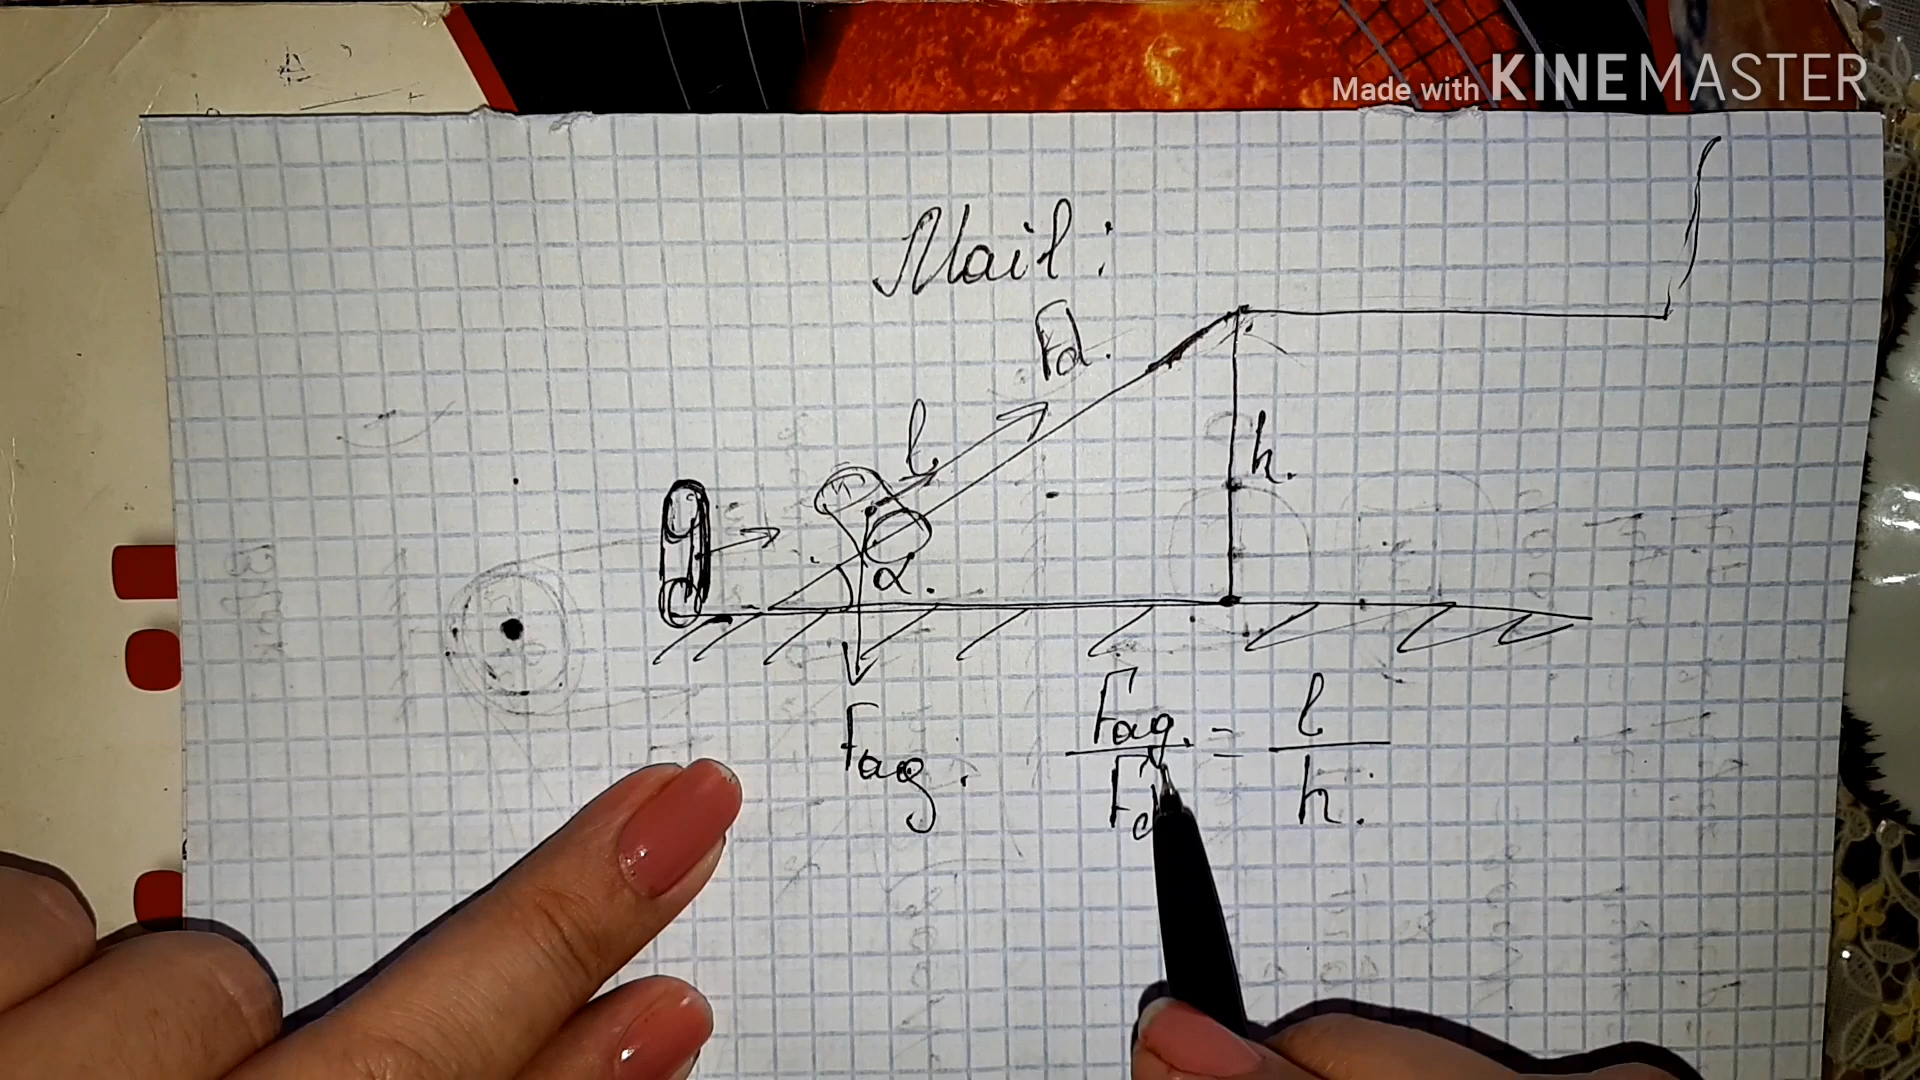 Made with KINEMASTER
Mail:
Fd.
l
h.
m
α.
Fag.
Fag. = l
Fd h.